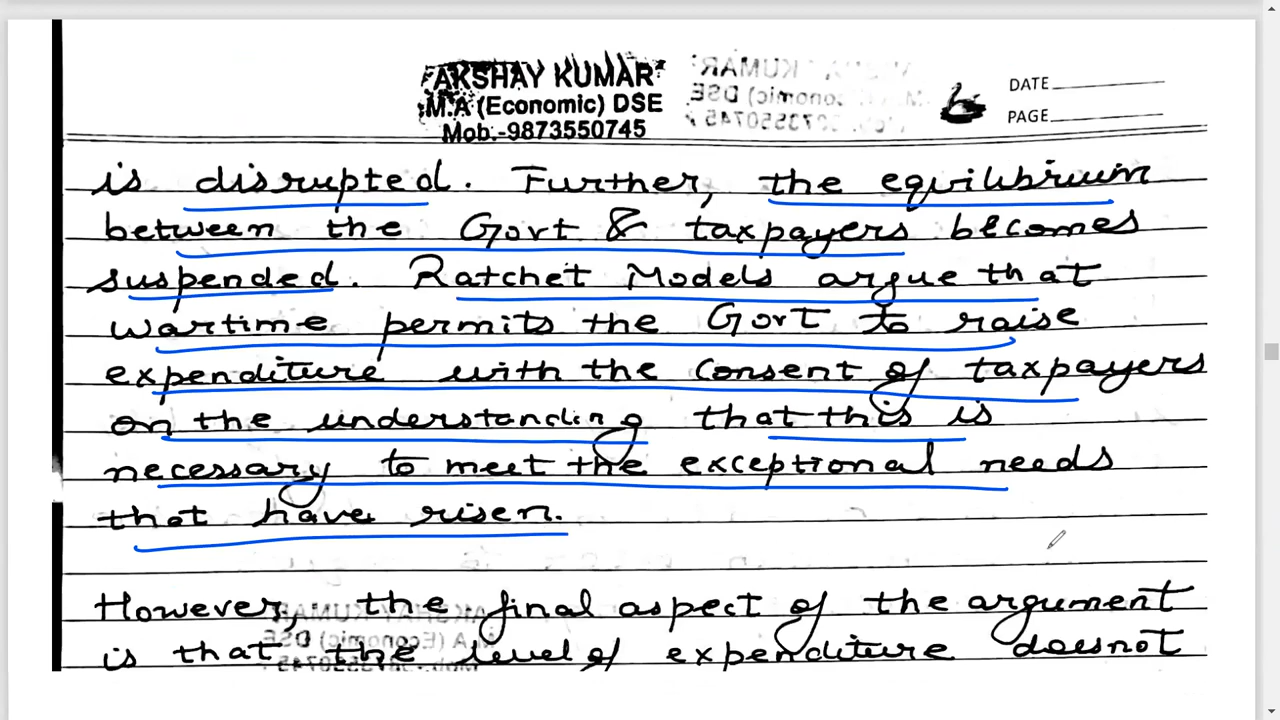 AKSHAY KUMAR
M.A (Economic) DSE
Mob.-9873550745
DATE
PAGE
is disrupted. Further, the equilibrium
between the Govt & taxpayers becomes
suspended. Ratchet Models argue that
wartime permits the Govt to raise
expenditure with the consent of taxpayers
on the understanding that this is
necessary to meet the exceptional needs
that have risen.
However, the final aspect of the argument
is that the level of expenditure doesnot